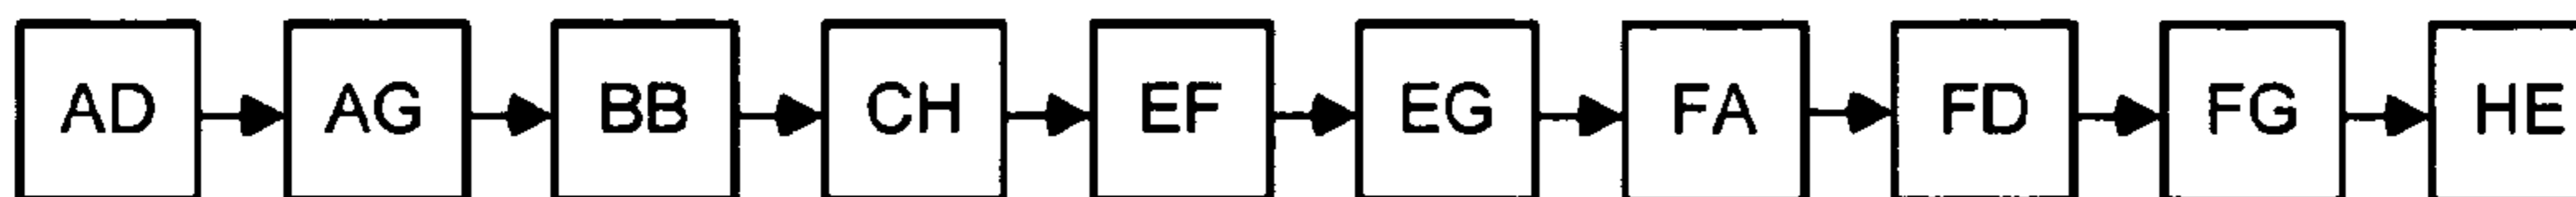 AD AG BB CH EF EG FA FD FG HE